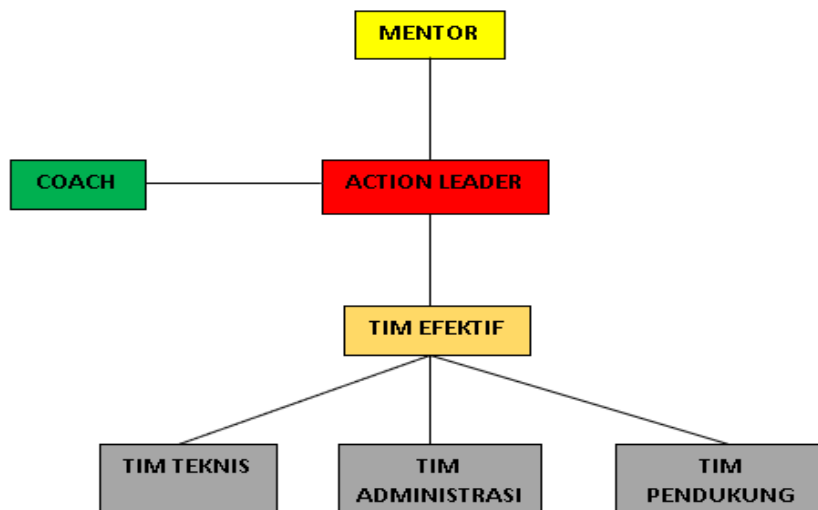 MENTOR
COACH
ACTION LEADER
TIM EFEKTIF
TIM TEKNIS
TIM
ADMINISTRASI
TIM
PENDUKUNG